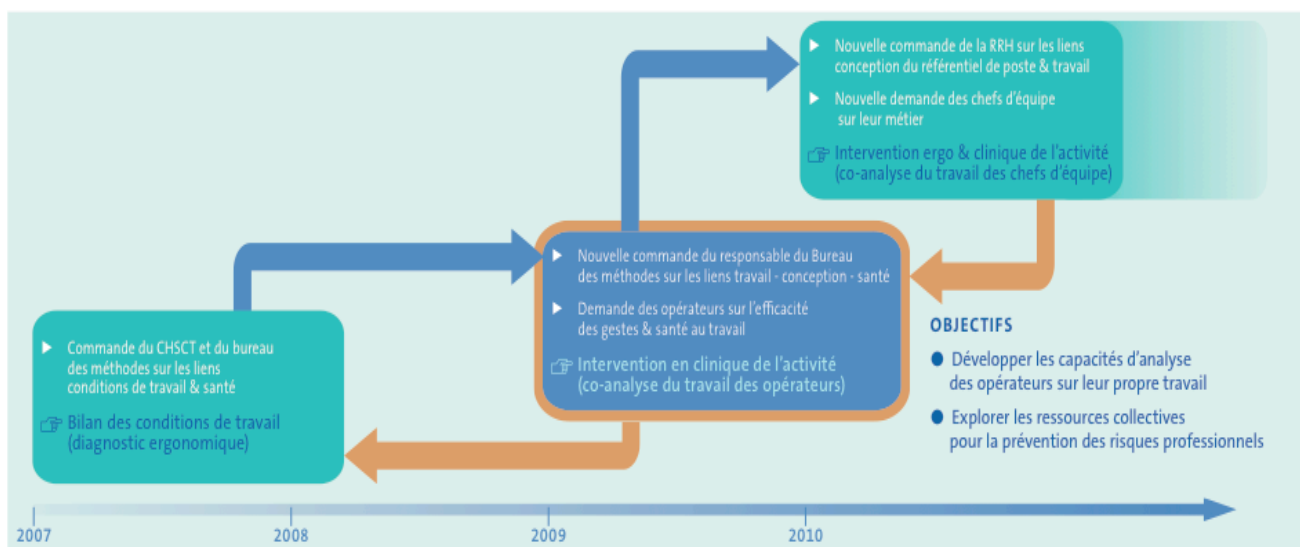 Nouvelle commande de la RRH sur les liens
conception du référentiel de poste & travail
Nouvelle demande des chefs d'équipe
sur leur métier
Intervention ergo & clinique de l'activité
(co-analyse du travail des chefs d'équipe)
Nouvelle commande du responsable du Bureau
des méthodes sur les liens travail - conception - santé
Demande des opérateurs sur l'efficacité
des gestes & santé au travail
Intervention en clinique de l'activité
(co-analyse du travail des opérateurs)
Commande du CHSCT et du bureau
des méthodes sur les liens
conditions de travail & santé
Bilan des conditions de travail
(diagnostic ergonomique)
OBJECTIFS
Développer les capacités d'analyse
des opérateurs sur leur propre travail
Explorer les ressources collectives
pour la prévention des risques professionnels
2007 2008 2009 2010